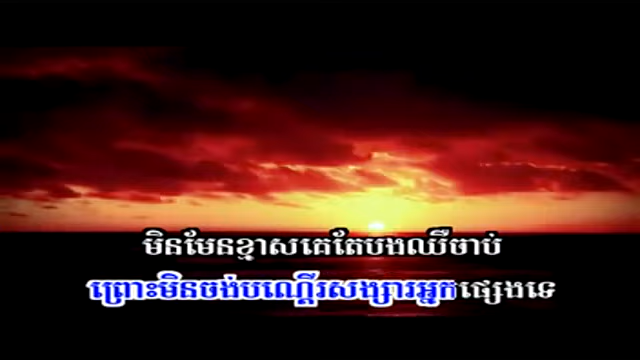 មិនមែនខ្មាសគេតែបងឈឺចាប់
ព្រោះមិនចង់បណ្ដើរសង្សារអ្នកផ្សេងទេ